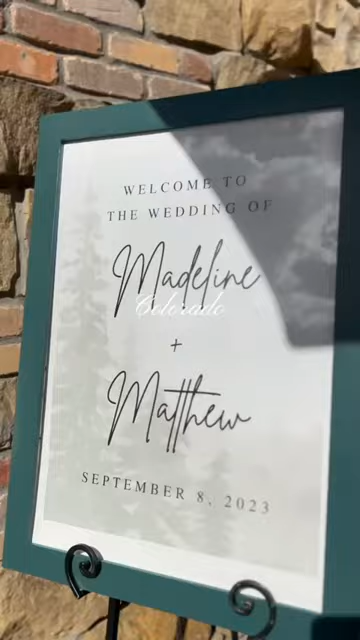 WELCOME TO
THE WEDDING OF
Madeline
Colorado
+
Matthew
SEPTEMBER 8, 2023